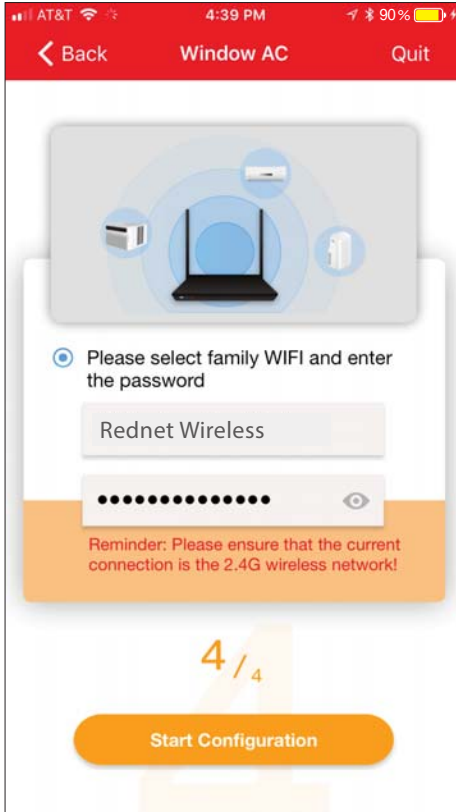 AT&T 4:39 PM 90%
Back Window AC Quit
Please select family WIFI and enter
the password
Rednet Wireless
••••••••••••••
Reminder: Please ensure that the current
connection is the 2.4G wireless network!
4/4
Start Configuration